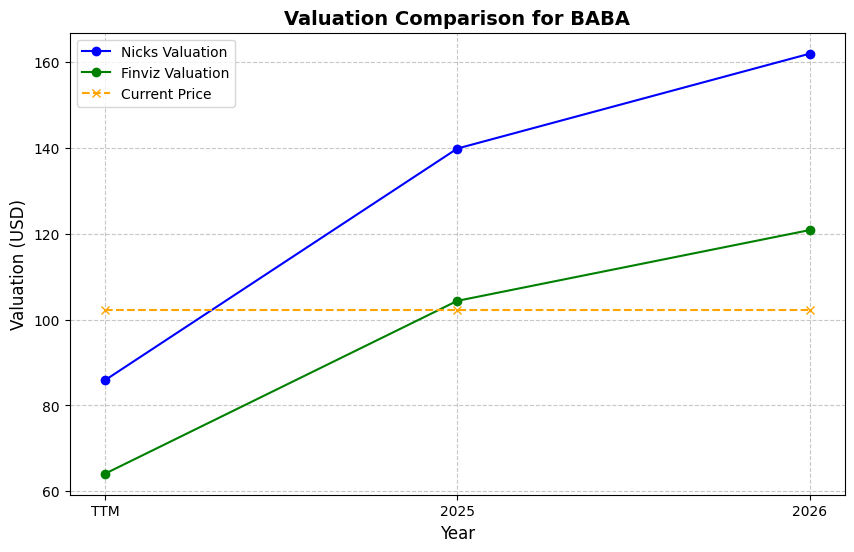 Valuation Comparison for BABA
Nicks Valuation
Finviz Valuation
Current Price
Valuation (USD)
160
140
120
100
80
60
TTM
2025
2026
Year